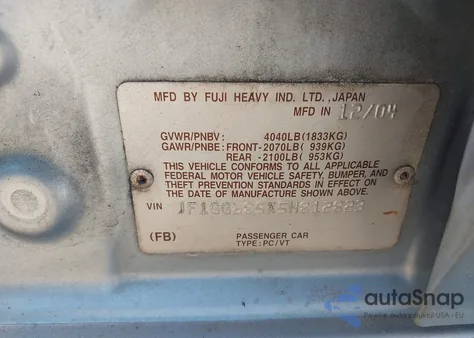 MFD BY FUJI HEAVY IND. LTD., JAPAN
MFD IN 12/04
GVWR/PNBV : 4040LB(1833KG)
GAWR/PNBE: FRONT-2070LB( 939KG)
REAR -2100LB( 953KG)
THIS VEHICLE CONFORMS TO ALL APPLICABLE
FEDERAL MOTOR VEHICLE SAFETY, BUMPER, AND
THEFT PREVENTION STANDARDS IN EFFECT ON THE
DATE OF MANUFACTURE SHOWN ABOVE.
VIN
(FB) PASSENGER CAR
TYPE: PC/VT
autoSnap